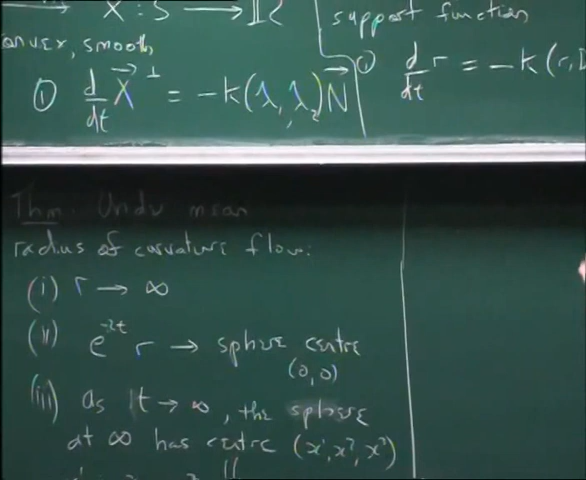 X : S → ℝ
convex, smooth
① d/dt X⃗^⊥ = -k(λ₁, λ₂) N⃗
support function
① d/dt r = -k(r,
Thm. Under mean
radius of curvature flow:
(i) r → ∞
(ii) e^{-2t} r → sphere centre
(0,0)
(iii) as t → ∞, the sphere
at ∞ has centre (x¹, x², x³)